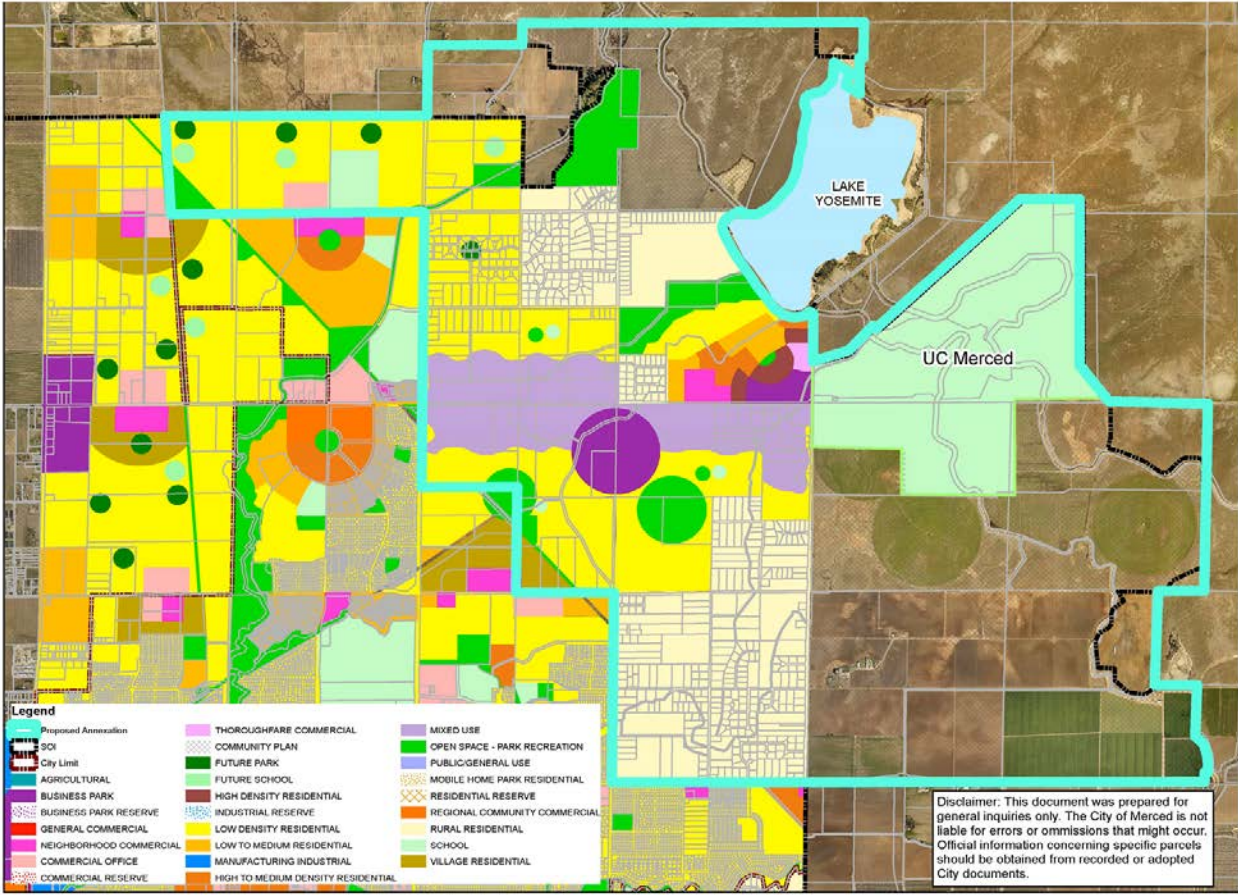 LAKE
YOSEMITE
UC Merced
Legend
Proposed Annexation
SOI
City Limit
AGRICULTURAL
BUSINESS PARK
BUSINESS PARK RESERVE
GENERAL COMMERCIAL
NEIGHBORHOOD COMMERCIAL
COMMERCIAL OFFICE
COMMERCIAL RESERVE
THOROUGHFARE COMMERCIAL
COMMUNITY PLAN
FUTURE PARK
FUTURE SCHOOL
HIGH DENSITY RESIDENTIAL
INDUSTRIAL RESERVE
LOW DENSITY RESIDENTIAL
LOW TO MEDIUM RESIDENTIAL
MANUFACTURING INDUSTRIAL
HIGH TO MEDIUM DENSITY RESIDENTIAL
MIXED USE
OPEN SPACE - PARK RECREATION
PUBLIC/GENERAL USE
MOBILE HOME PARK RESIDENTIAL
RESIDENTIAL RESERVE
REGIONAL COMMUNITY COMMERCIAL
RURAL RESIDENTIAL
SCHOOL
VILLAGE RESIDENTIAL
Disclaimer: This document was prepared for
general inquiries only. The City of Merced is not
liable for errors or ommissions that might occur.
Official information concerning specific parcels
should be obtained from recorded or adopted
City documents.